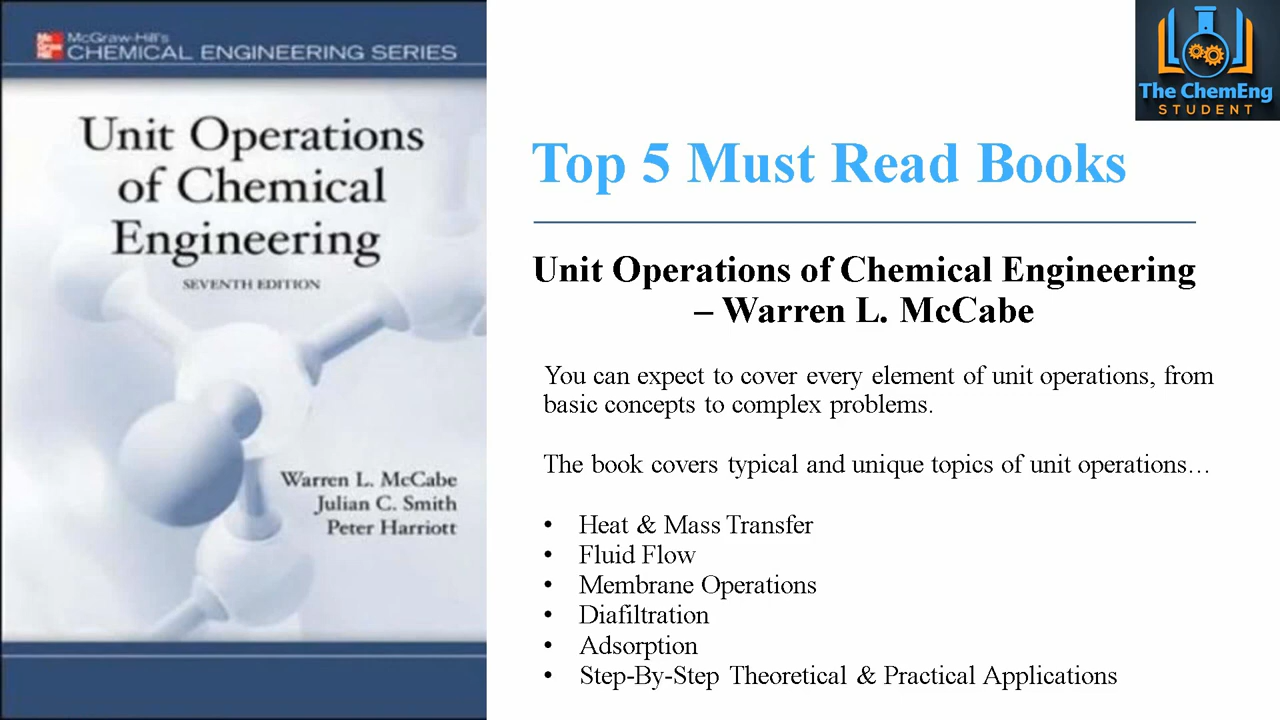 McGraw-Hill's
CHEMICAL ENGINEERING SERIES
Unit Operations
of Chemical
Engineering
SEVENTH EDITION
Warren L. McCabe
Julian C. Smith
Peter Harriott
The ChemEng
STUDENT
Top 5 Must Read Books
Unit Operations of Chemical Engineering
– Warren L. McCabe
You can expect to cover every element of unit operations, from
basic concepts to complex problems.
The book covers typical and unique topics of unit operations…
• Heat & Mass Transfer
• Fluid Flow
• Membrane Operations
• Diafiltration
• Adsorption
• Step-By-Step Theoretical & Practical Applications